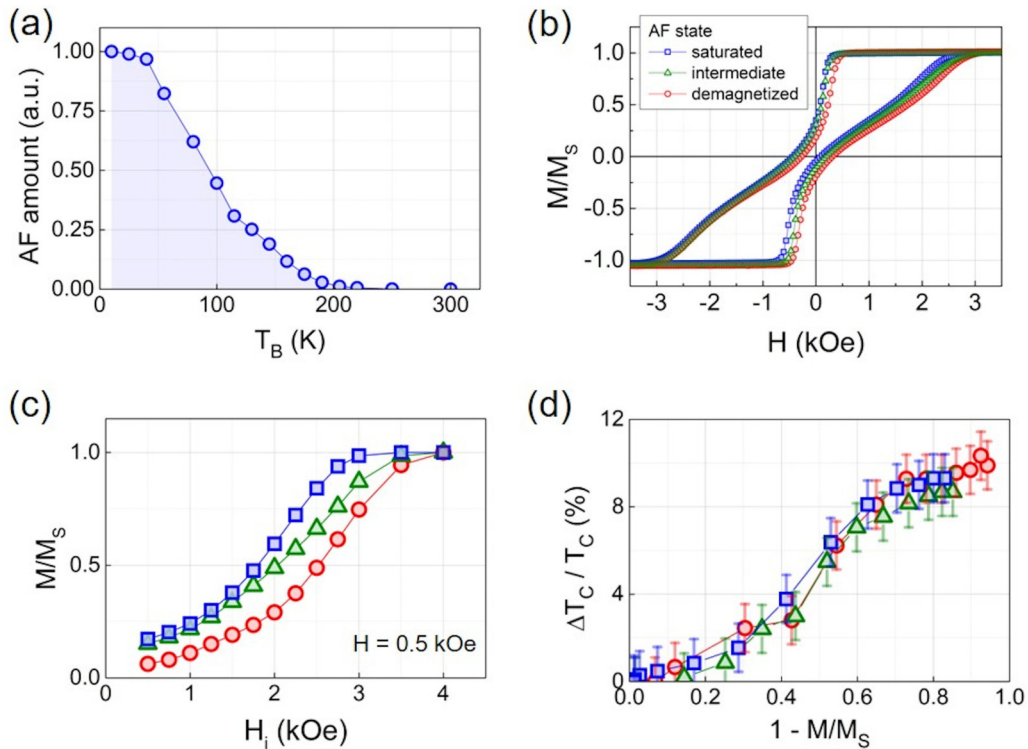 (a)
1.00
0.75
0.50
0.25
0.00
AF amount (a.u.)
0
100
200
300
T_B (K)
(b)
AF state
saturated
intermediate
demagnetized
1.0
0.5
0.0
-0.5
-1.0
M/M_S
-3
-2
-1
0
1
2
3
H (kOe)
(c)
1.0
0.5
0.0
M/M_S
H = 0.5 kOe
0
1
2
3
4
H_i (kOe)
(d)
12
8
4
0
ΔT_C / T_C (%)
0.0
0.2
0.4
0.6
0.8
1.0
1 - M/M_S